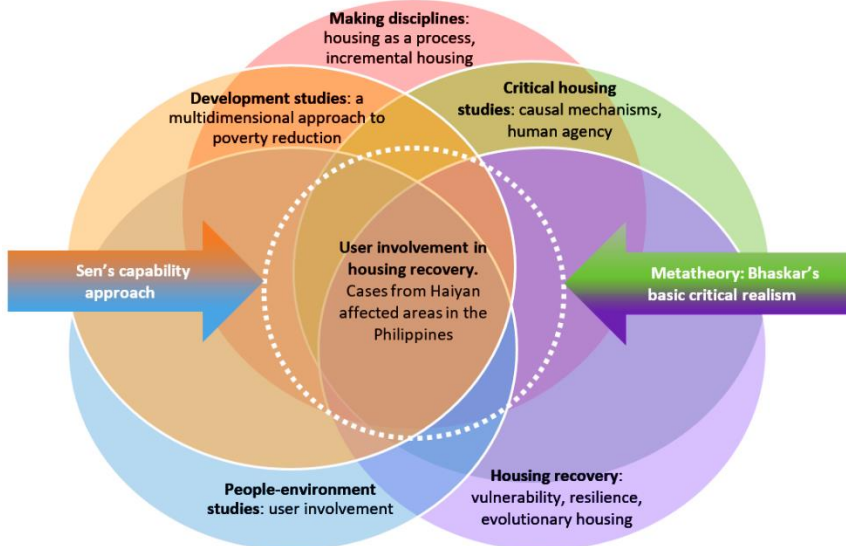 Making disciplines:
housing as a process,
incremental housing
Development studies: a
multidimensional approach to
poverty reduction
Critical housing
studies: causal mechanisms,
human agency
Sen's capability
approach
User involvement in
housing recovery.
Cases from Haiyan
affected areas in the
Philippines
Metatheory: Bhaskar's
basic critical realism
People-environment
studies: user involvement
Housing recovery:
vulnerability, resilience,
evolutionary housing